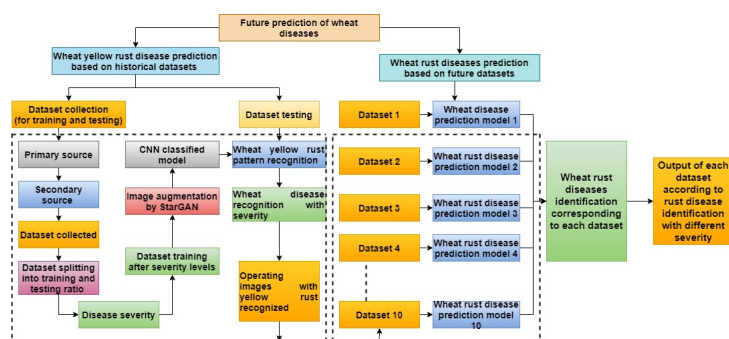 Future prediction of wheat
diseases
Wheat yellow rust disease prediction
based on historical datasets
Wheat rust diseases prediction
based on future datasets
Dataset collection
(for training and testing)
Dataset testing
Primary source
Secondary
source
Dataset collected
Dataset splitting
into training and
testing ratio
Disease severity
CNN classified
model
Image augmentation
by StarGAN
Dataset training
after severity levels
Wheat yellow rust
pattern recognition
Wheat disease
recognition with
severity
Operating
images with
yellow rust
recognized
Dataset 1
Wheat disease
prediction model 1
Dataset 2
Wheat rust disease
prediction model 2
Dataset 3
Wheat rust disease
prediction model 3
Dataset 4
Wheat rust disease
prediction model 4
Dataset 10
Wheat rust disease
prediction model
10
Wheat rust
diseases
identification
corresponding
to each dataset
Output of each
dataset
according to
rust disease
identification
with different
severity